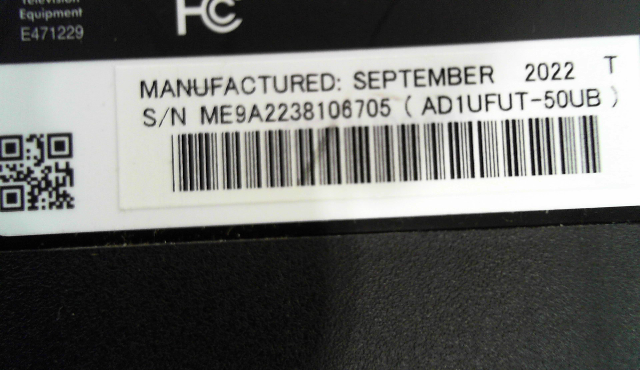 Television
Equipment
E471229
FC
MANUFACTURED: SEPTEMBER 2022 T
S/N ME9A2238106705 ( AD1UFUT-50UB )